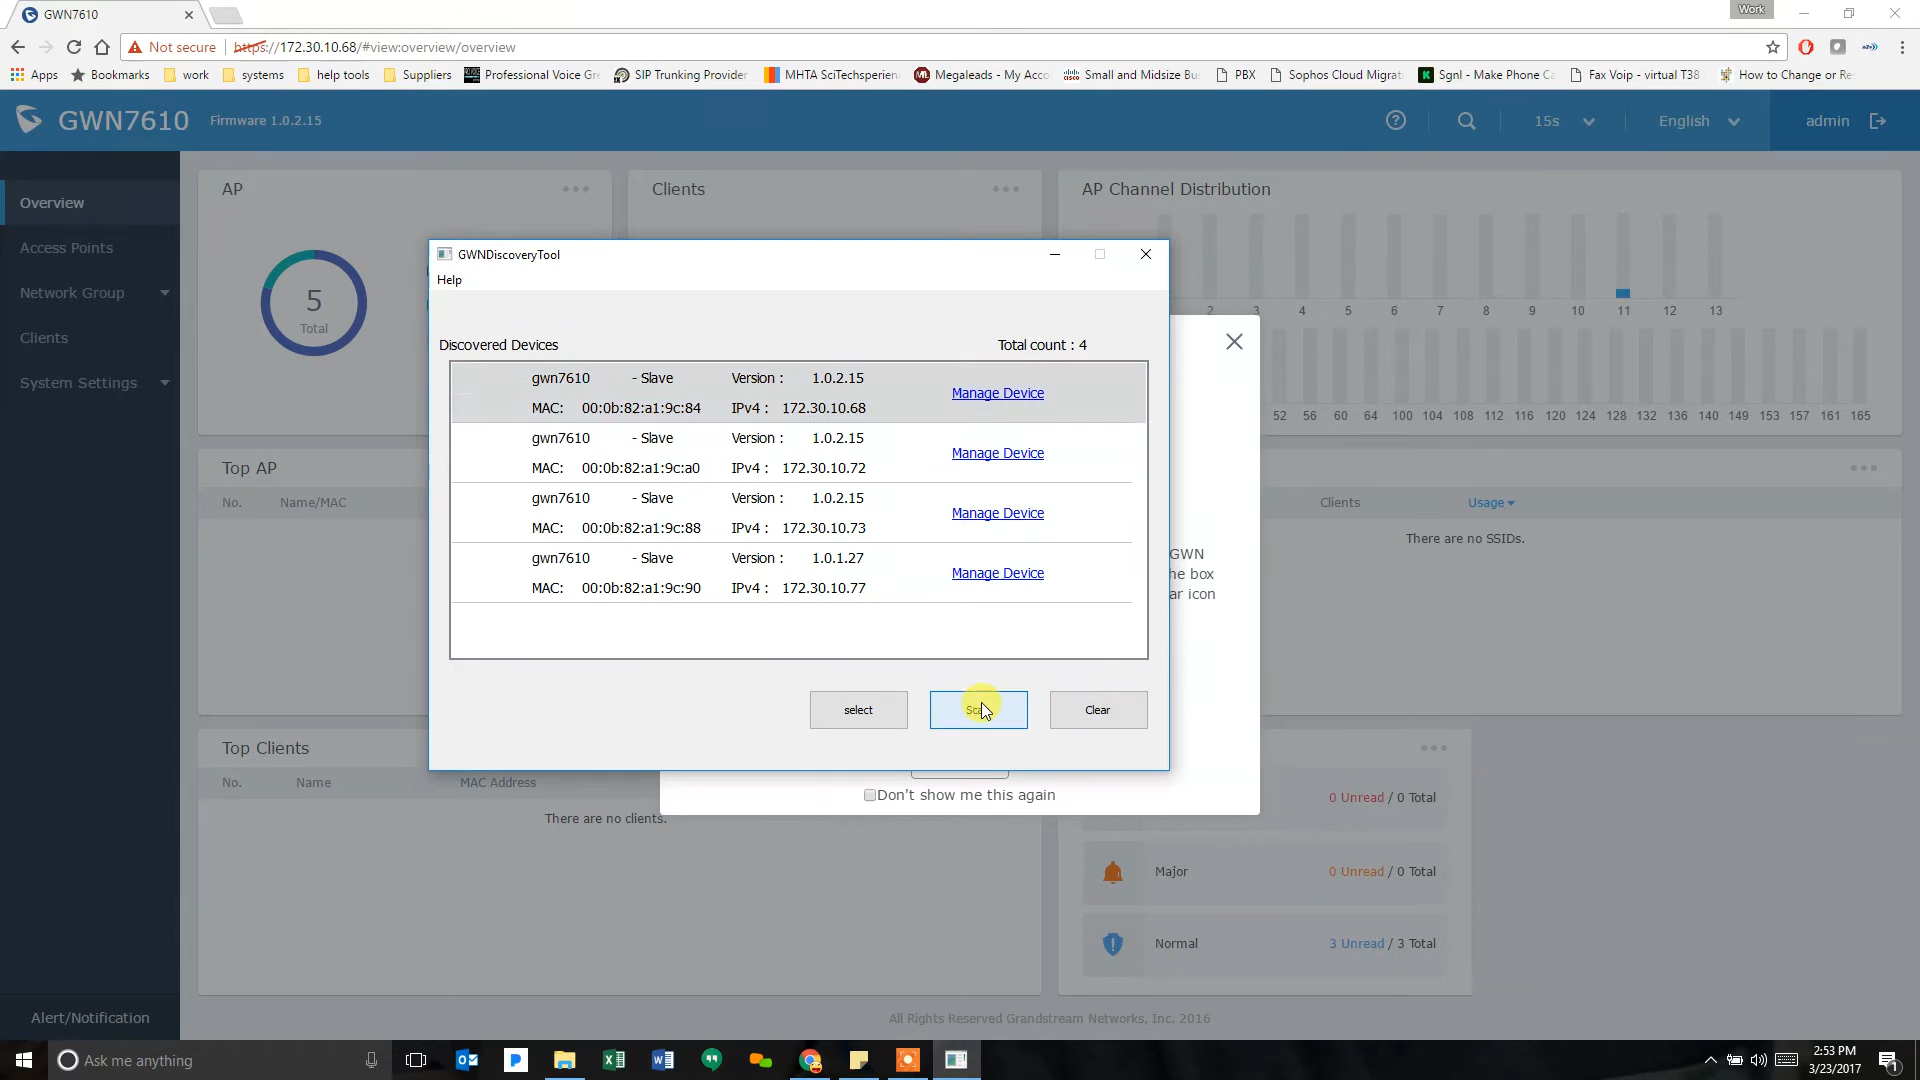 GWN7610
Work
Not secure
https://172.30.10.68/#view:overview/overview
Apps
Bookmarks
work
systems
help tools
Suppliers
Professional Voice Gr
SIP Trunking Provider
MHTA SciTechsperien
Megaleads - My Acco
Small and Midsize Bu
PBX
Sophos Cloud Migrat
Sgnl - Make Phone Ca
Fax Voip - virtual T38
How to Change or Re
GWN7610
Firmware 1.0.2.15
15s
English
admin
Overview
Access Points
Network Group
Clients
System Settings
Alert/Notification
AP
5
Total
Clients
AP Channel Distribution
2 3 4 5 6 7 8 9 10 11 12 13
52 56 60 64 100 104 108 112 116 120 124 128 132 136 140 149 153 157 161 165
GWNDiscoveryTool
Help
Discovered Devices
Total count : 4
gwn7610 - Slave Version : 1.0.2.15
Manage Device
MAC: 00:0b:82:a1:9c:84 IPv4 : 172.30.10.68
gwn7610 - Slave Version : 1.0.2.15
Manage Device
MAC: 00:0b:82:a1:9c:a0 IPv4 : 172.30.10.72
gwn7610 - Slave Version : 1.0.2.15
Manage Device
MAC: 00:0b:82:a1:9c:88 IPv4 : 172.30.10.73
gwn7610 - Slave Version : 1.0.1.27
Manage Device
MAC: 00:0b:82:a1:9c:90 IPv4 : 172.30.10.77
select
Clear
GWN
he box
ar icon
Don't show me this again
Top AP
No. Name/MAC
Clients Usage
There are no SSIDs.
Top Clients
No. Name MAC Address
There are no clients.
0 Unread / 0 Total
Major
0 Unread / 0 Total
Normal
3 Unread / 3 Total
All Rights Reserved Grandstream Networks, Inc. 2016
Ask me anything
2:53 PM
3/23/2017
1